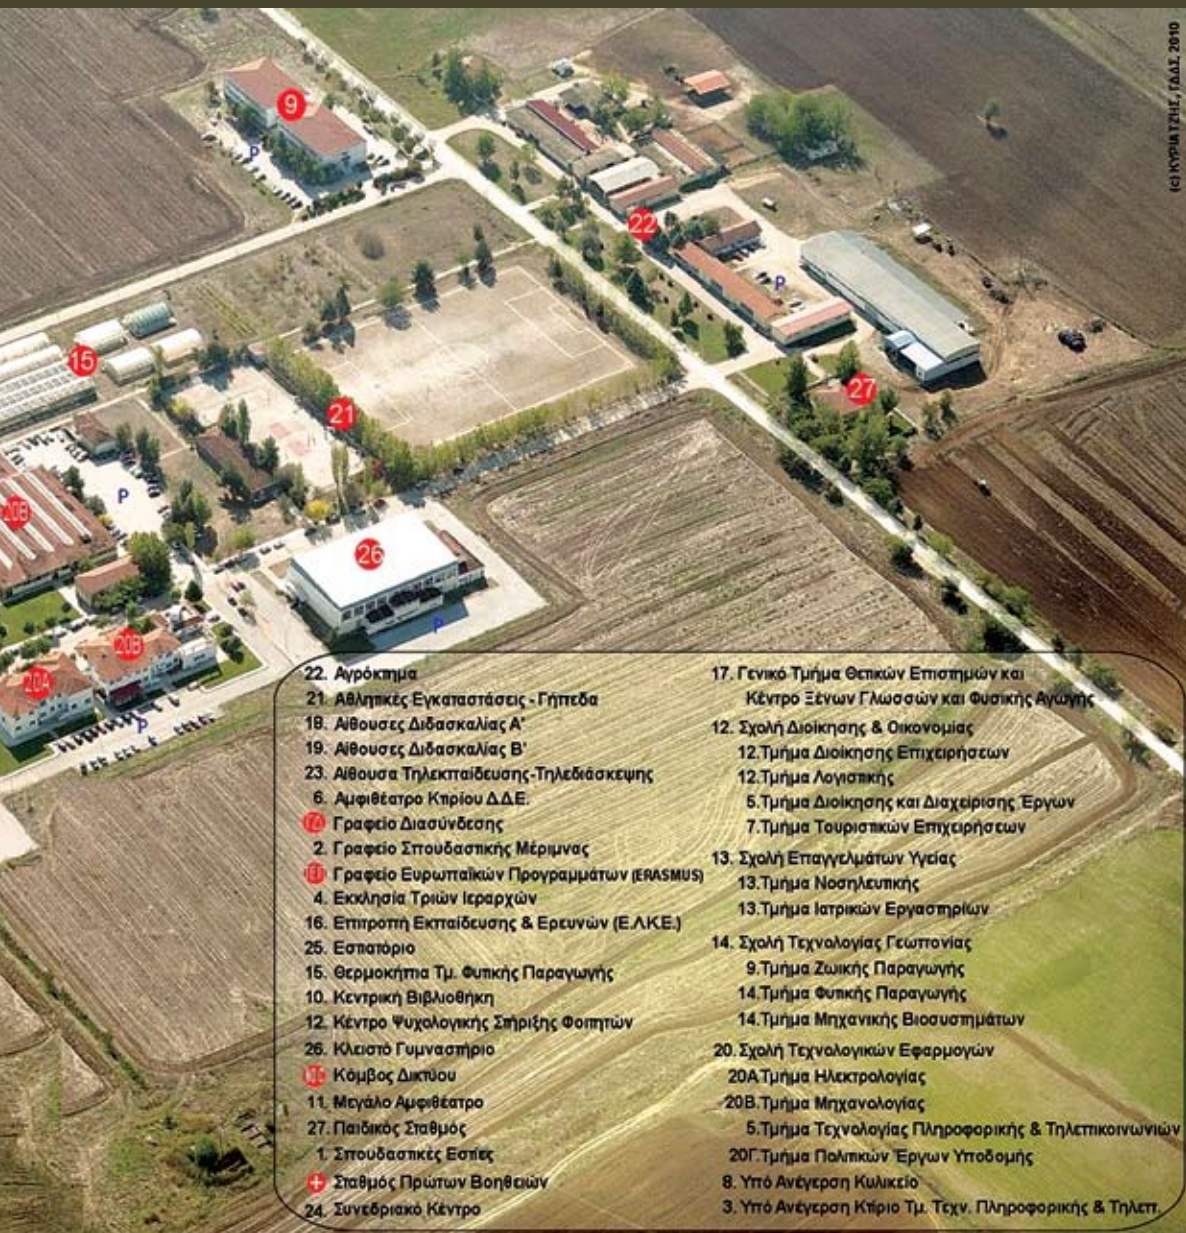 (c) ΚΥΡΙΑΤΖΗΣ, ΓΔΔΣ, 2010
9
P
22
P
15
27
21
P
20B
26
P
20B
20A
P
22. Αγρόκτημα
21. Αθλητικές Εγκαταστάσεις - Γήπεδα
18. Αίθουσες Διδασκαλίας Α'
19. Αίθουσες Διδασκαλίας Β'
23. Αίθουσα Τηλεκπαίδευσης-Τηλεδιάσκεψης
6. Αμφιθέατρο Κτιρίου Δ.Δ.Ε.
Γραφείο Διασύνδεσης
2. Γραφείο Σπουδαστικής Μέριμνας
Γραφείο Ευρωπαϊκών Προγραμμάτων (ERASMUS)
4. Εκκλησία Τριών Ιεραρχών
16. Επιτροπή Εκπαίδευσης & Ερευνών (Ε.Λ.Κ.Ε.)
25. Εστιατόριο
15. Θερμοκήπια Τμ. Φυτικής Παραγωγής
10. Κεντρική Βιβλιοθήκη
12. Κέντρο Ψυχολογικής Στήριξης Φοιτητών
26. Κλειστό Γυμναστήριο
Κόμβος Δικτύου
11. Μεγάλο Αμφιθέατρο
27. Παιδικός Σταθμός
1. Σπουδαστικές Εστίες
+ Σταθμός Πρώτων Βοηθειών
24. Συνεδριακό Κέντρο
17. Γενικό Τμήμα Θετικών Επιστημών και
Κέντρο Ξένων Γλωσσών και Φυσικής Αγωγής
12. Σχολή Διοίκησης & Οικονομίας
12.Τμήμα Διοίκησης Επιχειρήσεων
12.Τμήμα Λογιστικής
5.Τμήμα Διοίκησης και Διαχείρισης Έργων
7.Τμήμα Τουριστικών Επιχειρήσεων
13. Σχολή Επαγγελμάτων Υγείας
13.Τμήμα Νοσηλευτικής
13.Τμήμα Ιατρικών Εργαστηρίων
14. Σχολή Τεχνολογίας Γεωπονίας
9.Τμήμα Ζωικής Παραγωγής
14.Τμήμα Φυτικής Παραγωγής
14.Τμήμα Μηχανικής Βιοσυστημάτων
20. Σχολή Τεχνολογικών Εφαρμογών
20Α.Τμήμα Ηλεκτρολογίας
20Β.Τμήμα Μηχανολογίας
5.Τμήμα Τεχνολογίας Πληροφορικής & Τηλεπικοινωνιών
20Γ.Τμήμα Πολιτικών Έργων Υποδομής
8. Υπό Ανέγερση Κυλικείο
3. Υπό Ανέγερση Κτίριο Τμ. Τεχν. Πληροφορικής & Τηλεπ.